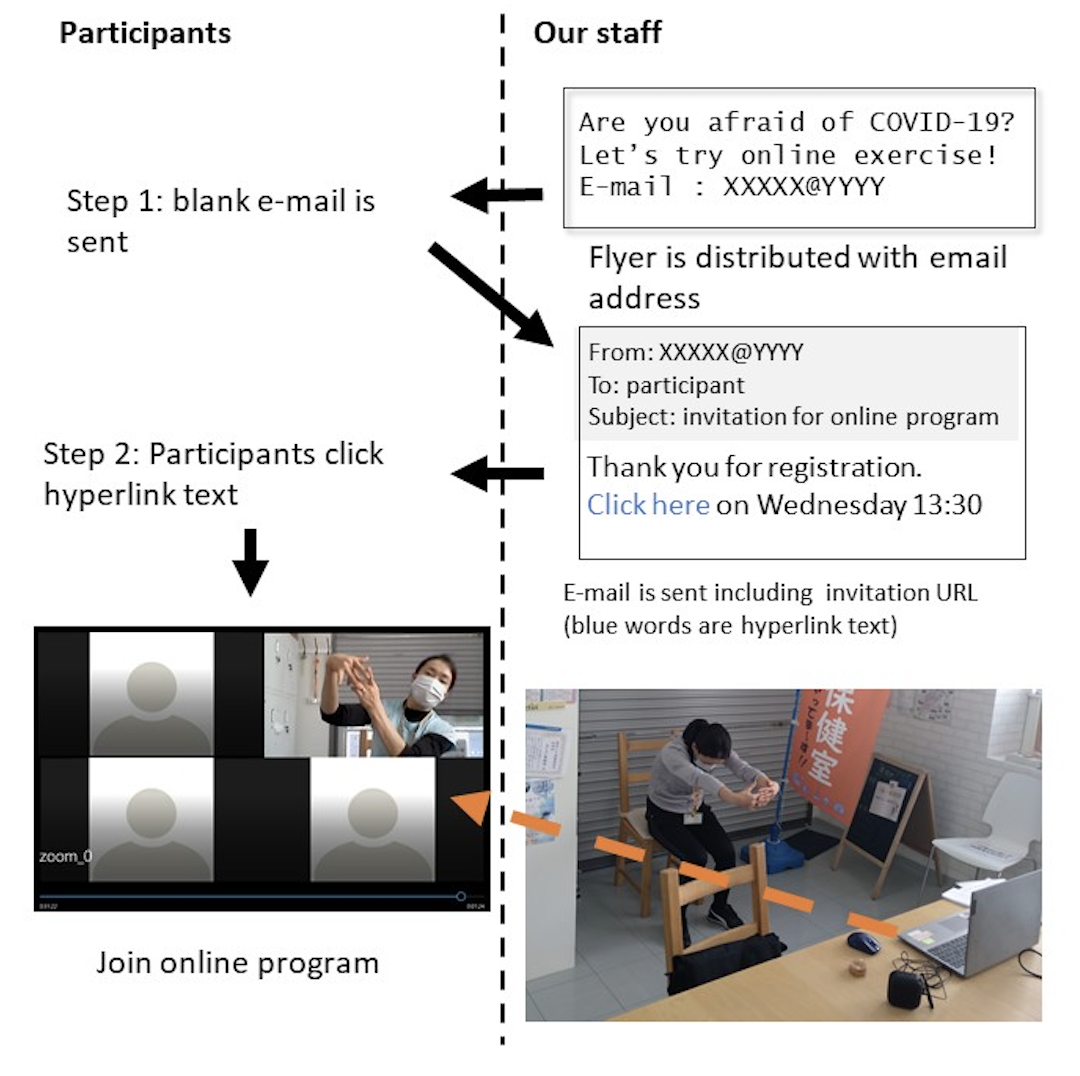 Participants
Our staff
Are you afraid of COVID-19?
Let's try online exercise!
E-mail : XXXXX@YYYY
Step 1: blank e-mail is
sent
Flyer is distributed with email
address
From: XXXXX@YYYY
To: participant
Subject: invitation for online program
Thank you for registration.
Click here on Wednesday 13:30
Step 2: Participants click
hyperlink text
E-mail is sent including invitation URL
(blue words are hyperlink text)
保健室
zoom_0
Join online program